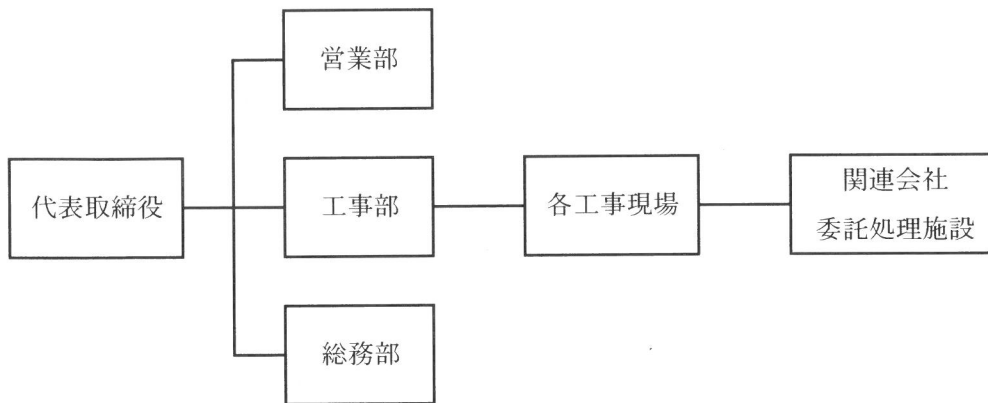 営業部
代表取締役
工事部
各工事現場
関連会社
委託処理施設
総務部